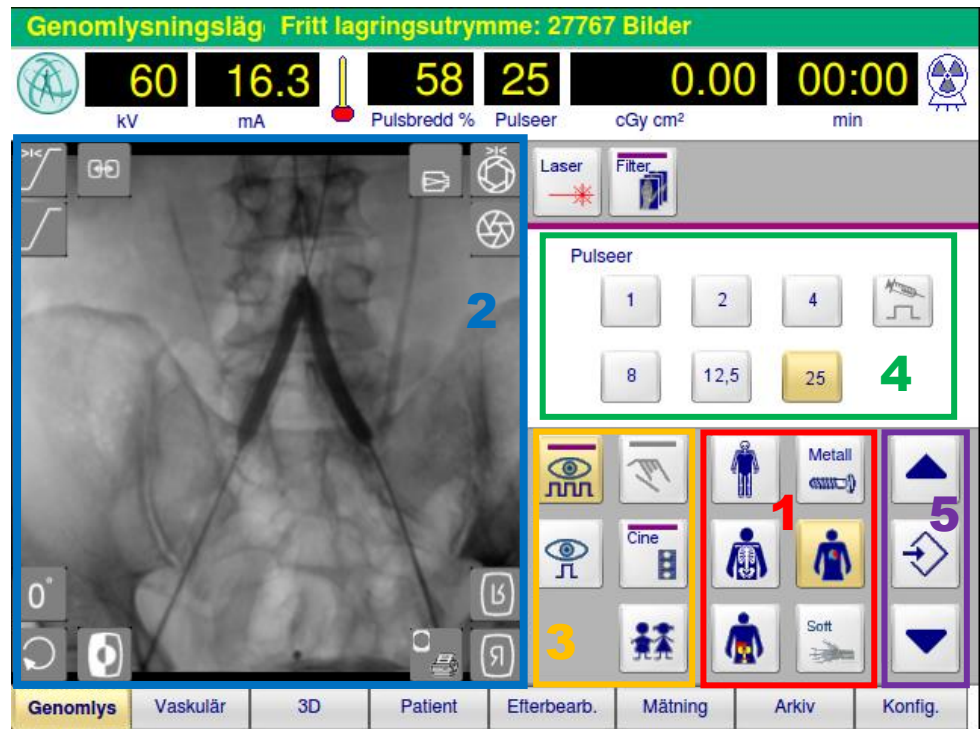 Genomlysningsläg Fritt lagringsutrymme: 27767 Bilder
60 16.3 58 25 0.00 00:00
kV mA Pulsbredd % Pulseer cGy cm² min
Laser Filter
Pulseer
1 2 4
8 12,5 25
2
4
Metall
1
5
Cine
0°
R
3
Soft
R
Genomlys Vaskulär 3D Patient Efterbearb. Mätning Arkiv Konfig.